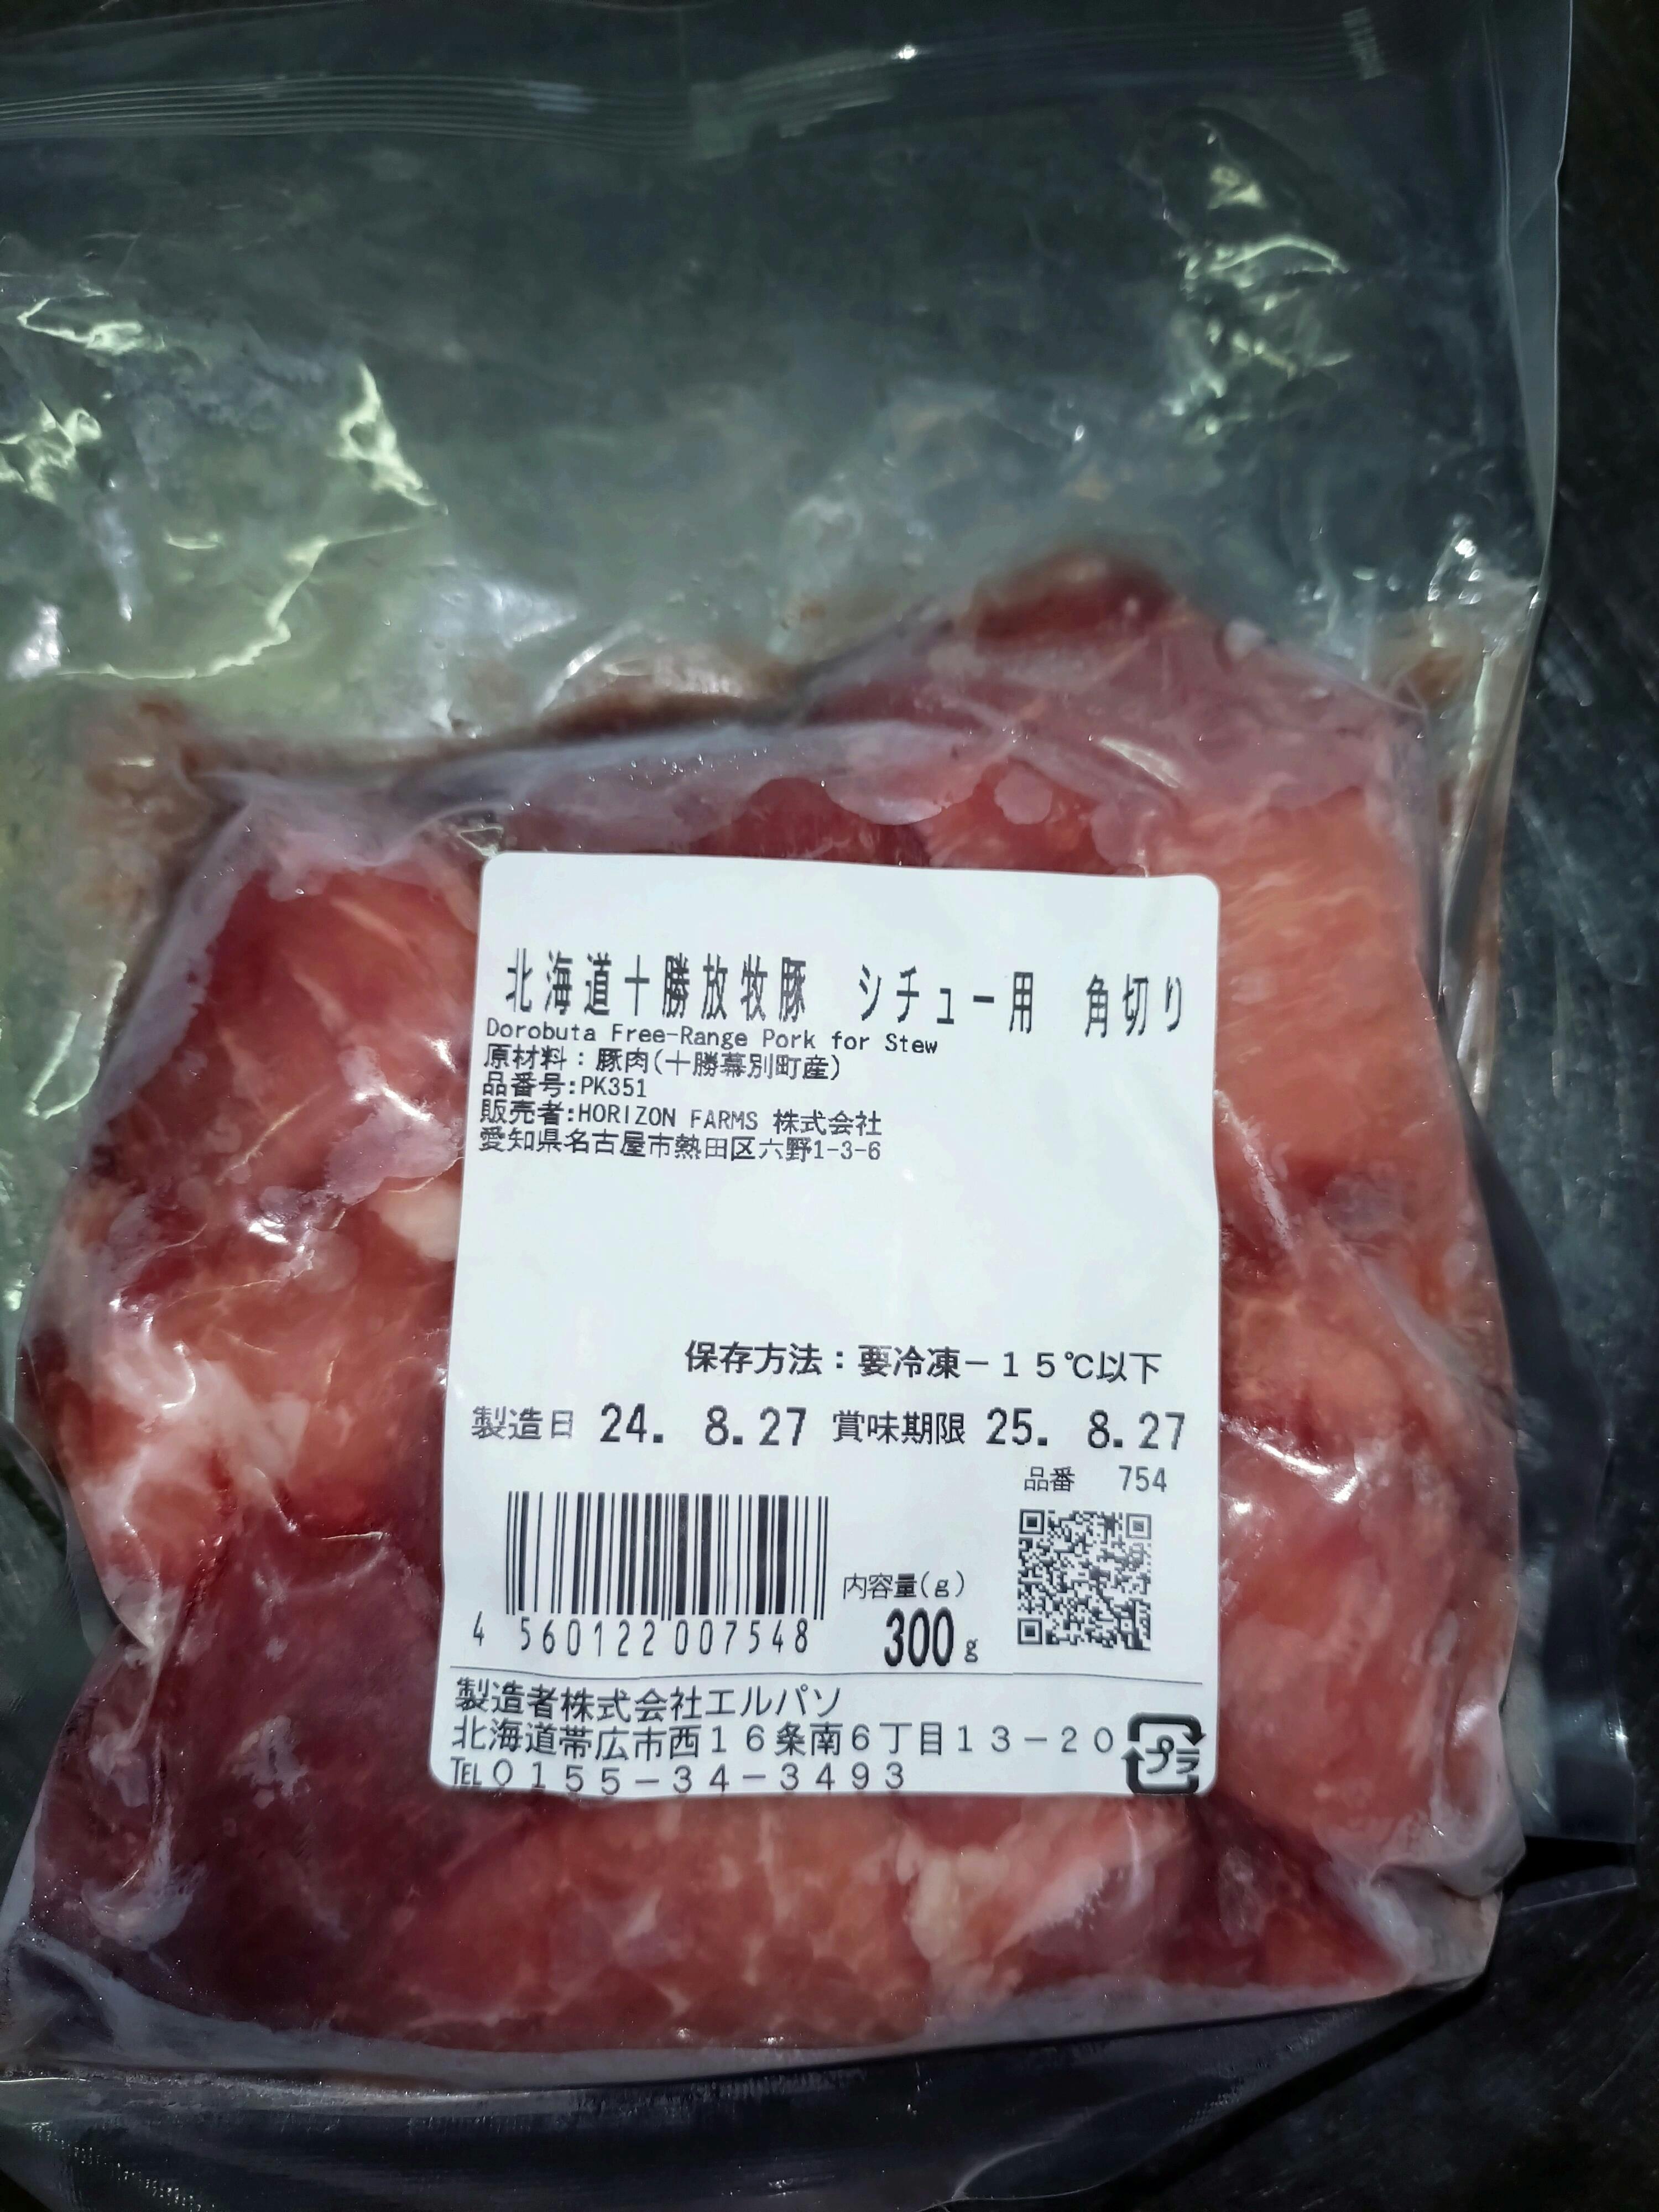 北海道十勝放牧豚 シチュー用 角切り
Dorobuta Free-Range Pork for Stew
原材料：豚肉(十勝幕別町産)
品番号:PK351
販売者:HORIZON FARMS 株式会社
愛知県名古屋市熱田区六野1-3-6
保存方法：要冷凍－１５℃以下
製造日 24. 8.27 賞味期限 25. 8.27
品番 754
4 560122 007548
内容量(g)
300g
製造者株式会社エルパソ
北海道帯広市西１６条南６丁目１３－２０
TEL０１５５－３４－３４９３
プラ